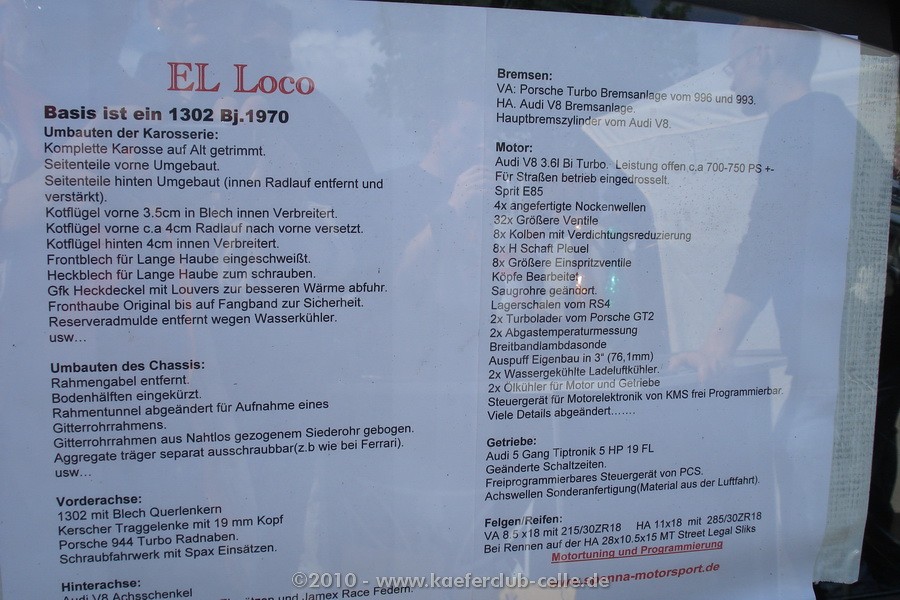 EL Loco
Basis ist ein 1302 Bj.1970
Umbauten der Karosserie:
Komplette Karosse auf Alt getrimmt.
Seitenteile vorne Umgebaut.
Seitenteile hinten Umgebaut (innen Radlauf entfernt und
verstärkt).
Kotflügel vorne 3.5cm in Blech innen Verbreitert.
Kotflügel vorne c.a 4cm Radlauf nach vorne versetzt.
Kotflügel hinten 4cm innen Verbreitert.
Frontblech für Lange Haube eingeschweißt.
Heckblech für Lange Haube zum schrauben.
Gfk Heckdeckel mit Louvers zur besseren Wärme abfuhr.
Fronthaube Original bis auf Fangband zur Sicherheit.
Reserveradmulde entfernt wegen Wasserkühler.
usw...
Umbauten des Chassis:
Rahmengabel entfernt.
Bodenhälften eingekürzt.
Rahmentunnel abgeändert für Aufnahme eines
Gitterrohrrahmens.
Gitterrohrrahmen aus Nahtlos gezogenem Siederohr gebogen.
Aggregate träger separat ausschraubbar(z.b wie bei Ferrari).
usw...
Vorderachse:
1302 mit Blech Querlenkern
Kerscher Traggelenke mit 19 mm Kopf
Porsche 944 Turbo Radnaben.
Schraubfahrwerk mit Spax Einsätzen.
Hinterachse:
Audi V8 Achsschenkel
und Jamex Race Federn.
Bremsen:
VA: Porsche Turbo Bremsanlage vom 996 und 993.
HA. Audi V8 Bremsanlage.
Hauptbremszylinder vom Audi V8.
Motor:
Audi V8 3.6l Bi Turbo. Leistung offen c.a 700-750 PS +-
Für Straßen betrieb eingedrosselt.
Sprit E85
4x angefertigte Nockenwellen
32x Größere Ventile
8x Kolben mit Verdichtungsreduzierung
8x H Schaft Pleuel
8x Größere Einspritzventile
Köpfe Bearbeitet
Saugrohre geändert.
Lagerschalen vom RS4
2x Turbolader vom Porsche GT2
2x Abgastemperaturmessung
Breitbandlambdasonde
Auspuff Eigenbau in 3" (76,1mm)
2x Wassergekühlte Ladeluftkühler.
2x Ölkühler für Motor und Getriebe
Steuergerät für Motorelektronik von KMS frei Programmierbar.
Viele Details abgeändert.......
Getriebe:
Audi 5 Gang Tiptronik 5 HP 19 FL
Geänderte Schaltzeiten.
Freiprogrammierbares Steuergerät von PCS.
Achswellen Sonderanfertigung(Material aus der Luftfahrt).
Felgen/Reifen:
VA 8.5 x18 mit 215/30ZR18 HA 11x18 mit 285/30ZR18
Bei Rennen auf der HA 28x10.5x15 MT Street Legal Sliks
Motortuning und Programmierung
-motorsport.de
©2010 - www.kaeferclub-celle.de